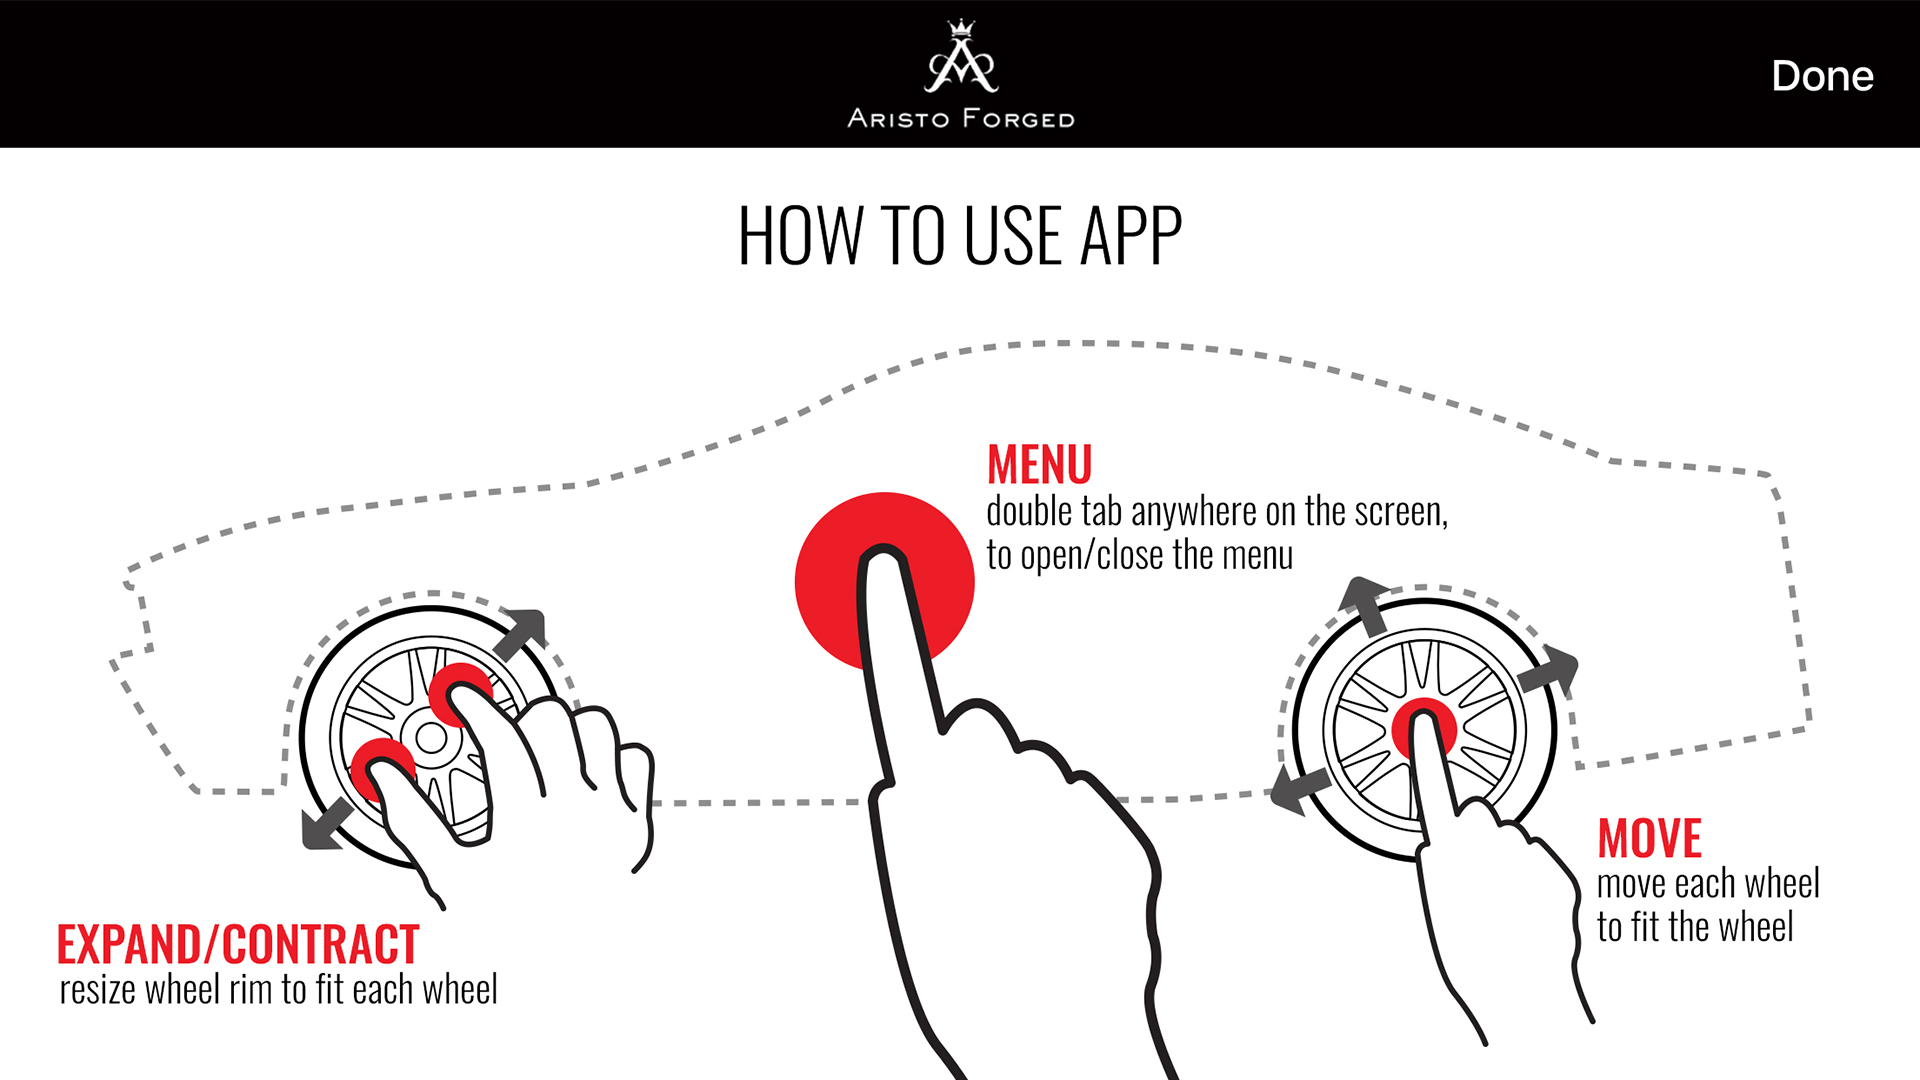 Aristo Forged
Done
HOW TO USE APP
MENU
double tab anywhere on the screen,
to open/close the menu
MOVE
move each wheel
to fit the wheel
EXPAND/CONTRACT
resize wheel rim to fit each wheel